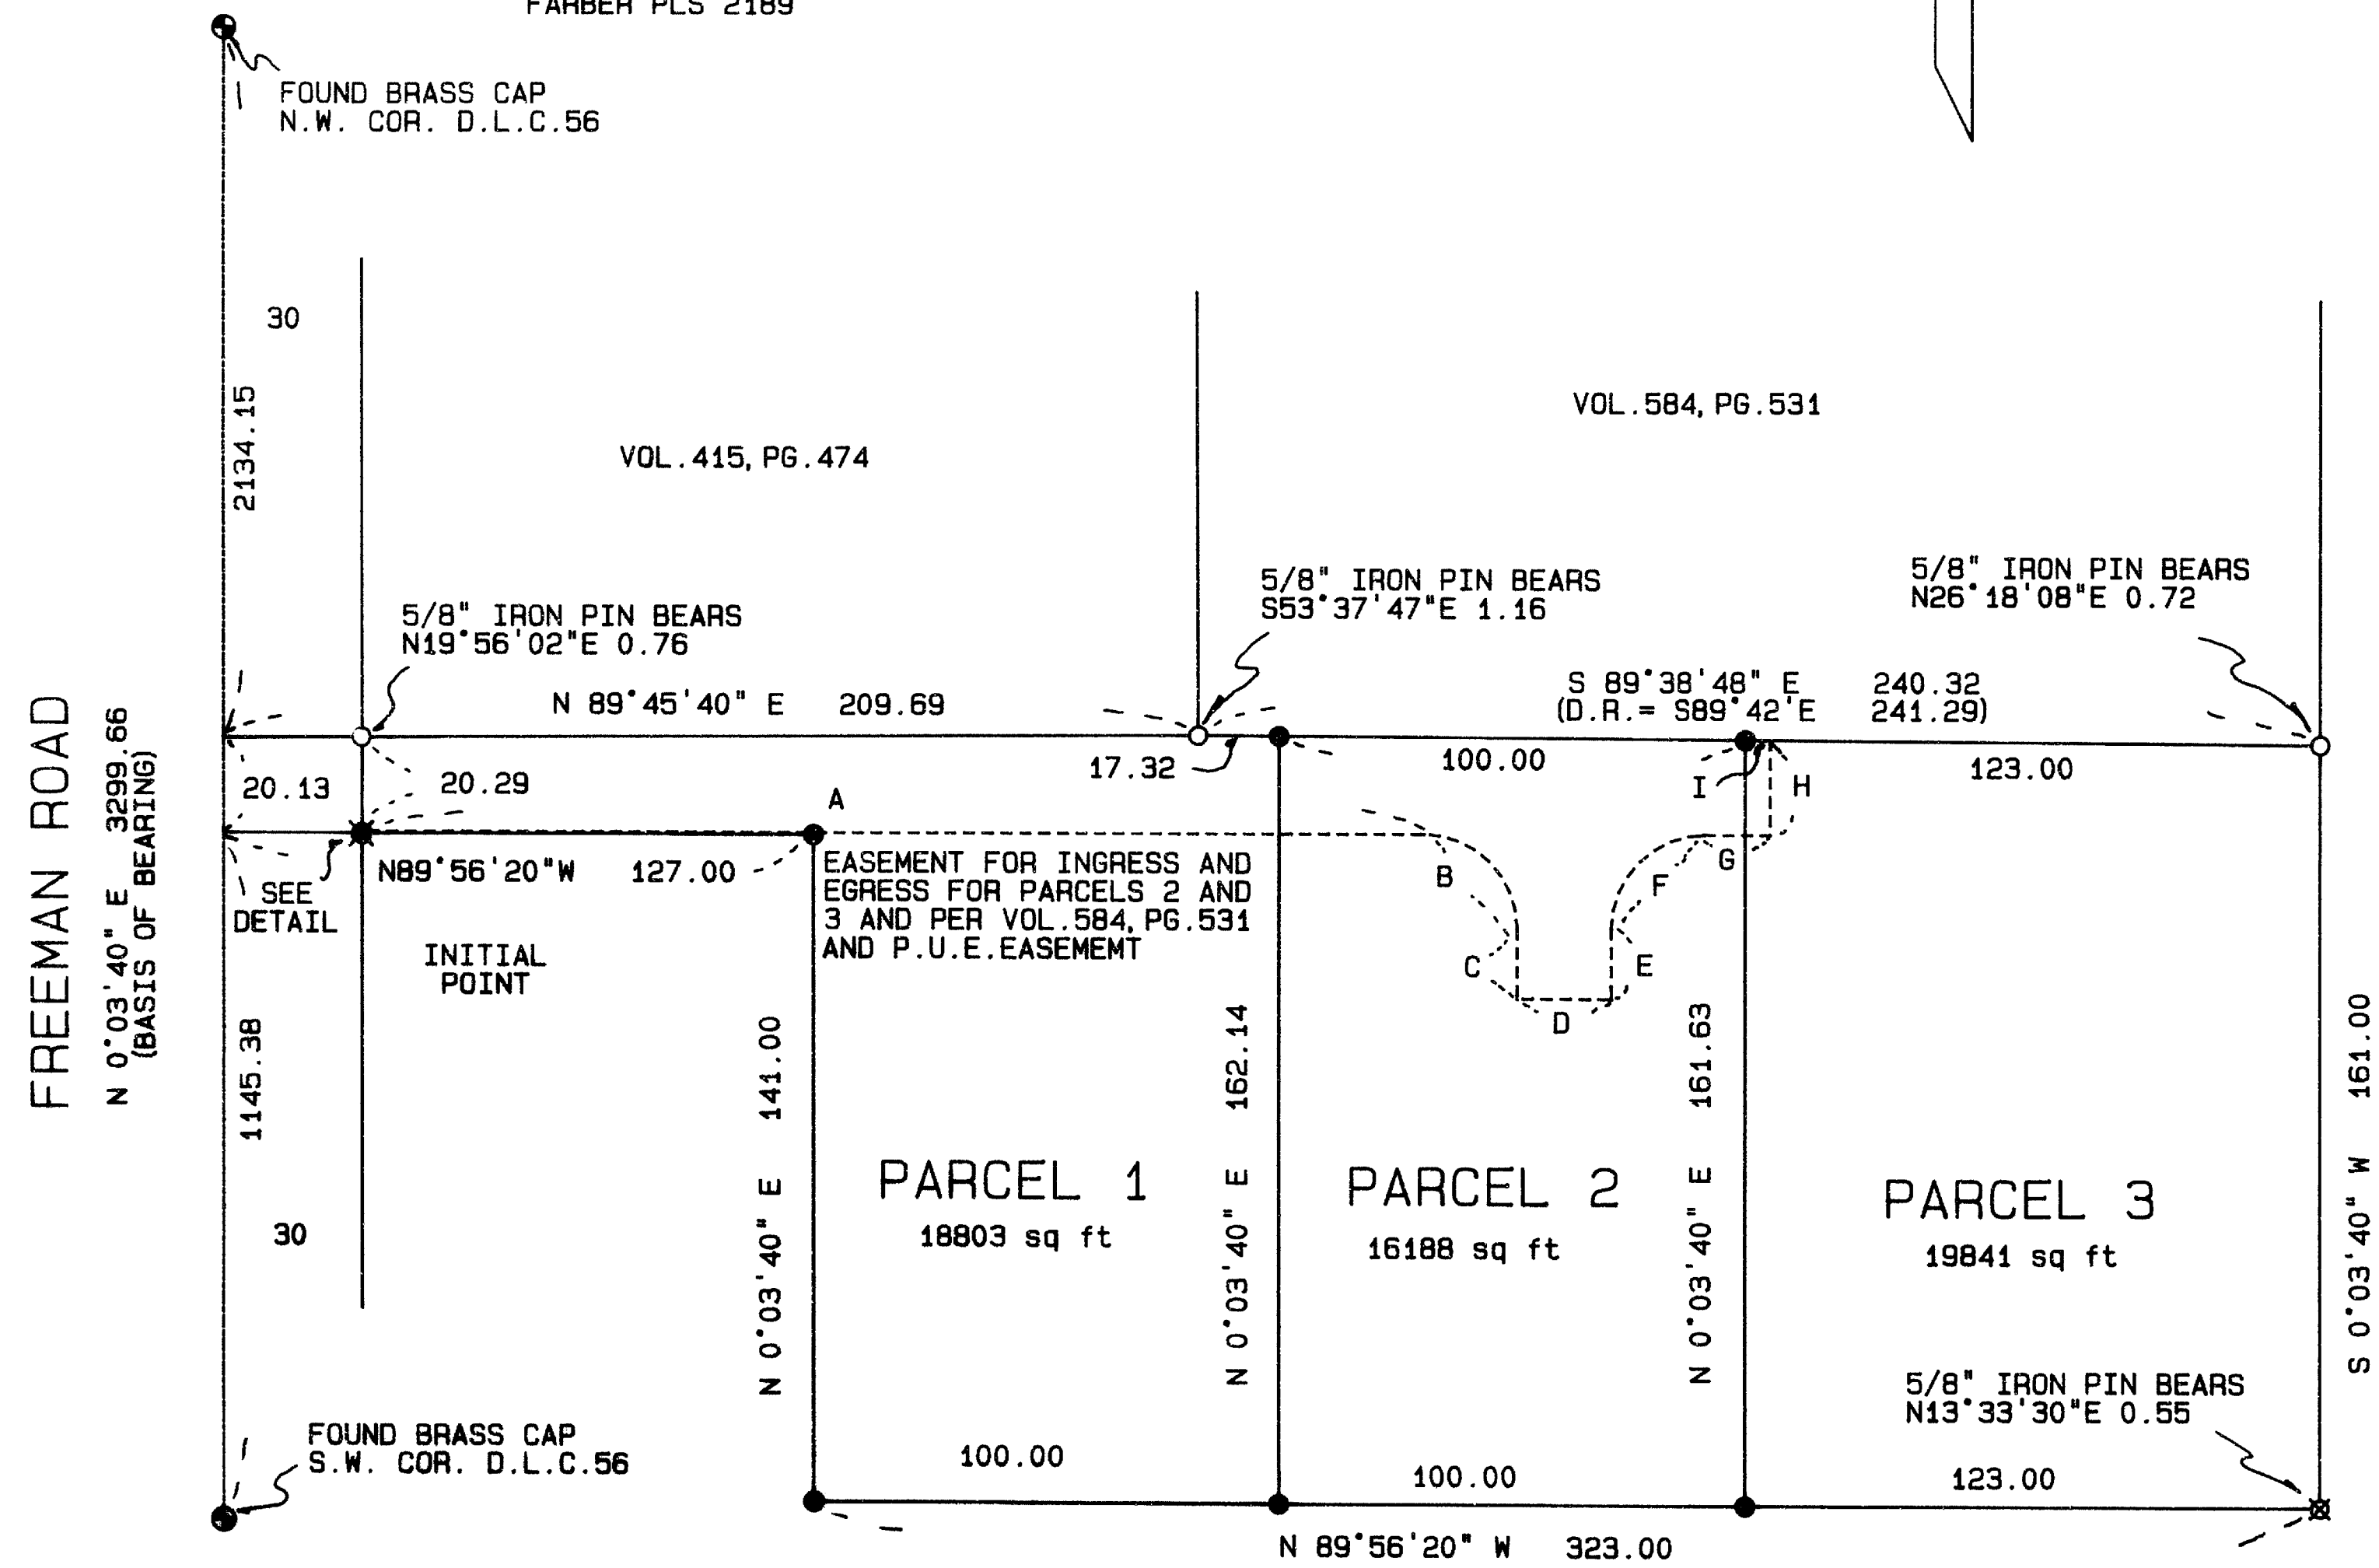 FARBER PLS 2189
FOUND BRASS CAP
N.W. COR. D.L.C.56
30
2134.15
VOL.415, PG.474
VOL.584, PG.531
5/8" IRON PIN BEARS
N19°56'02"E 0.76
5/8" IRON PIN BEARS
S53°37'47"E 1.16
5/8" IRON PIN BEARS
N26°18'08"E 0.72
N 89°45'40" E 209.69
S 89°38'48" E 240.32
(D.R.= S89°42'E 241.29)
FREEMAN ROAD
N 0°03'40" E 3299.66
(BASIS OF BEARING)
20.13
20.29
17.32
100.00
123.00
A
I
H
N89°56'20"W 127.00
SEE
DETAIL
INITIAL
POINT
EASEMENT FOR INGRESS AND
EGRESS FOR PARCELS 2 AND
3 AND PER VOL.584, PG.531
AND P.U.E.EASEMEMT
B
C
D
E
F
G
1145.38
30
N 0°03'40" E 141.00
N 0°03'40" E 162.14
N 0°03'40" E 161.63
S 0°03'40" W 161.00
PARCEL 1
18803 sq ft
PARCEL 2
16188 sq ft
PARCEL 3
19841 sq ft
5/8" IRON PIN BEARS
N13°33'30"E 0.55
FOUND BRASS CAP
S.W. COR. D.L.C.56
100.00
100.00
123.00
N 89°56'20" W 323.00